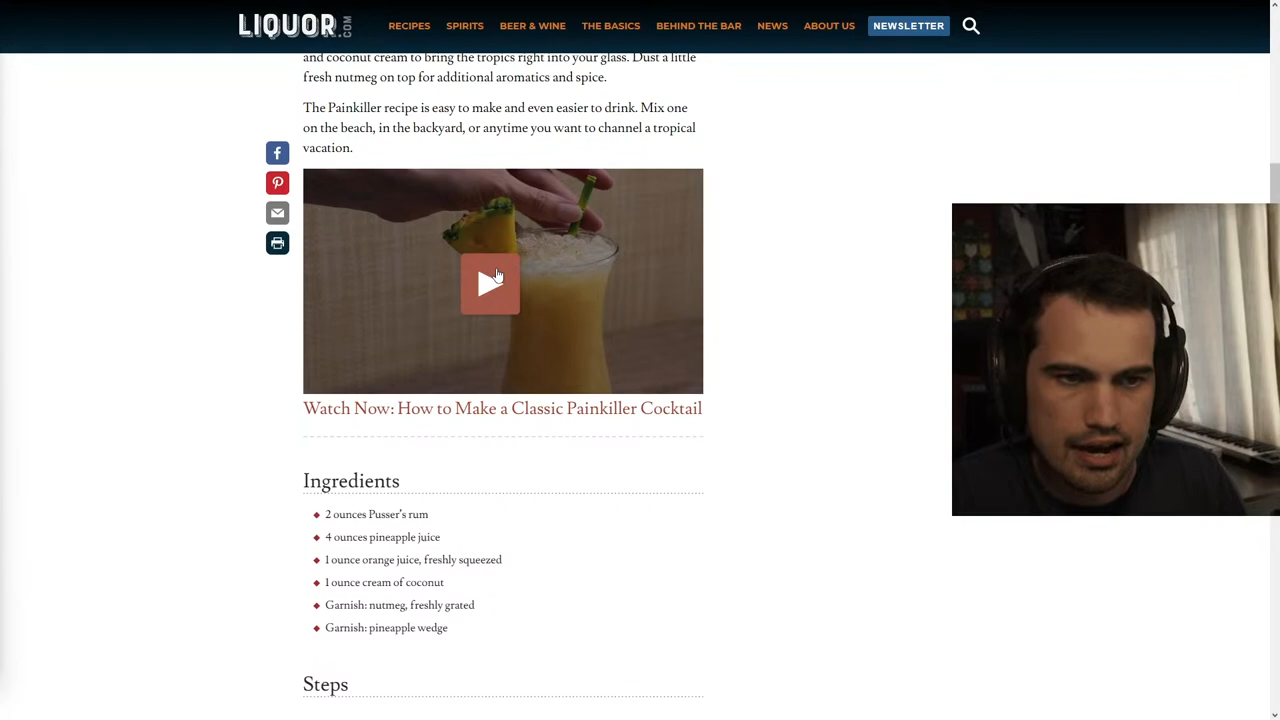 LIQUOR.COM
RECIPES SPIRITS BEER & WINE THE BASICS BEHIND THE BAR NEWS ABOUT US NEWSLETTER
and coconut cream to bring the tropics right into your glass. Dust a little
fresh nutmeg on top for additional aromatics and spice.
The Painkiller recipe is easy to make and even easier to drink. Mix one
on the beach, in the backyard, or anytime you want to channel a tropical
vacation.
Watch Now: How to Make a Classic Painkiller Cocktail
Ingredients
2 ounces Pusser's rum
4 ounces pineapple juice
1 ounce orange juice, freshly squeezed
1 ounce cream of coconut
Garnish: nutmeg, freshly grated
Garnish: pineapple wedge
Steps